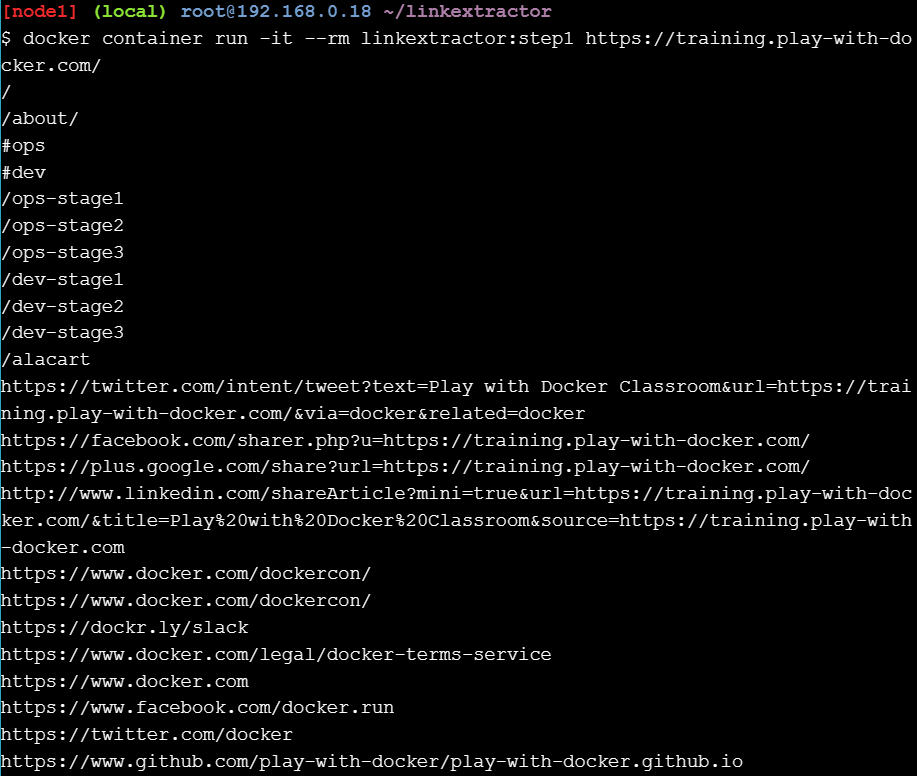 [node1] (local) root@192.168.0.18 ~/linkextractor
$ docker container run -it --rm linkextractor:step1 https://training.play-with-do
cker.com/
/
/about/
#ops
#dev
/ops-stage1
/ops-stage2
/ops-stage3
/dev-stage1
/dev-stage2
/dev-stage3
/alacart
https://twitter.com/intent/tweet?text=Play with Docker Classroom&url=https://trai
ning.play-with-docker.com/&via=docker&related=docker
https://facebook.com/sharer.php?u=https://training.play-with-docker.com/
https://plus.google.com/share?url=https://training.play-with-docker.com/
http://www.linkedin.com/shareArticle?mini=true&url=https://training.play-with-doc
ker.com/&title=Play%20with%20Docker%20Classroom&source=https://training.play-with
-docker.com
https://www.docker.com/dockercon/
https://www.docker.com/dockercon/
https://dockr.ly/slack
https://www.docker.com/legal/docker-terms-service
https://www.docker.com
https://www.facebook.com/docker.run
https://twitter.com/docker
https://www.github.com/play-with-docker/play-with-docker.github.io